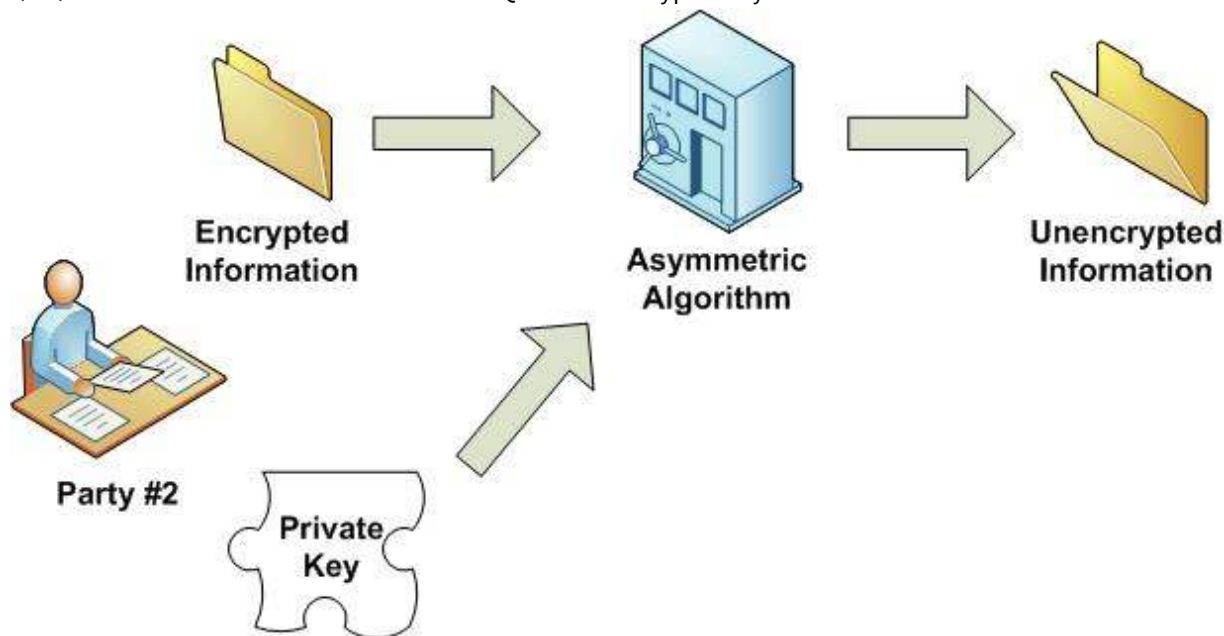 Encrypted
Information
Asymmetric
Algorithm
Unencrypted
Information
Party #2
Private
Key